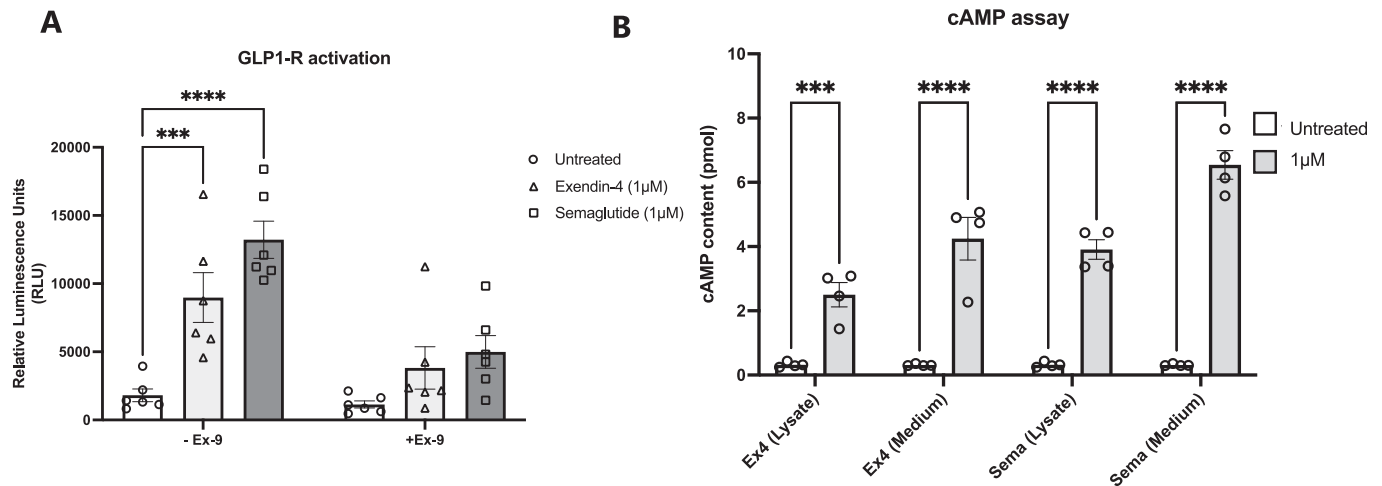 A
GLP1-R activation
****
***
Relative Luminescence Units
(RLU)
20000
15000
10000
5000
0
- Ex-9
+Ex-9
Untreated
Exendin-4 (1µM)
Semaglutide (1µM)
B
cAMP assay
***
****
****
****
cAMP content (pmol)
10
8
6
4
2
0
Ex4 (Lysate)
Ex4 (Medium)
Sema (Lysate)
Sema (Medium)
Untreated
1µM